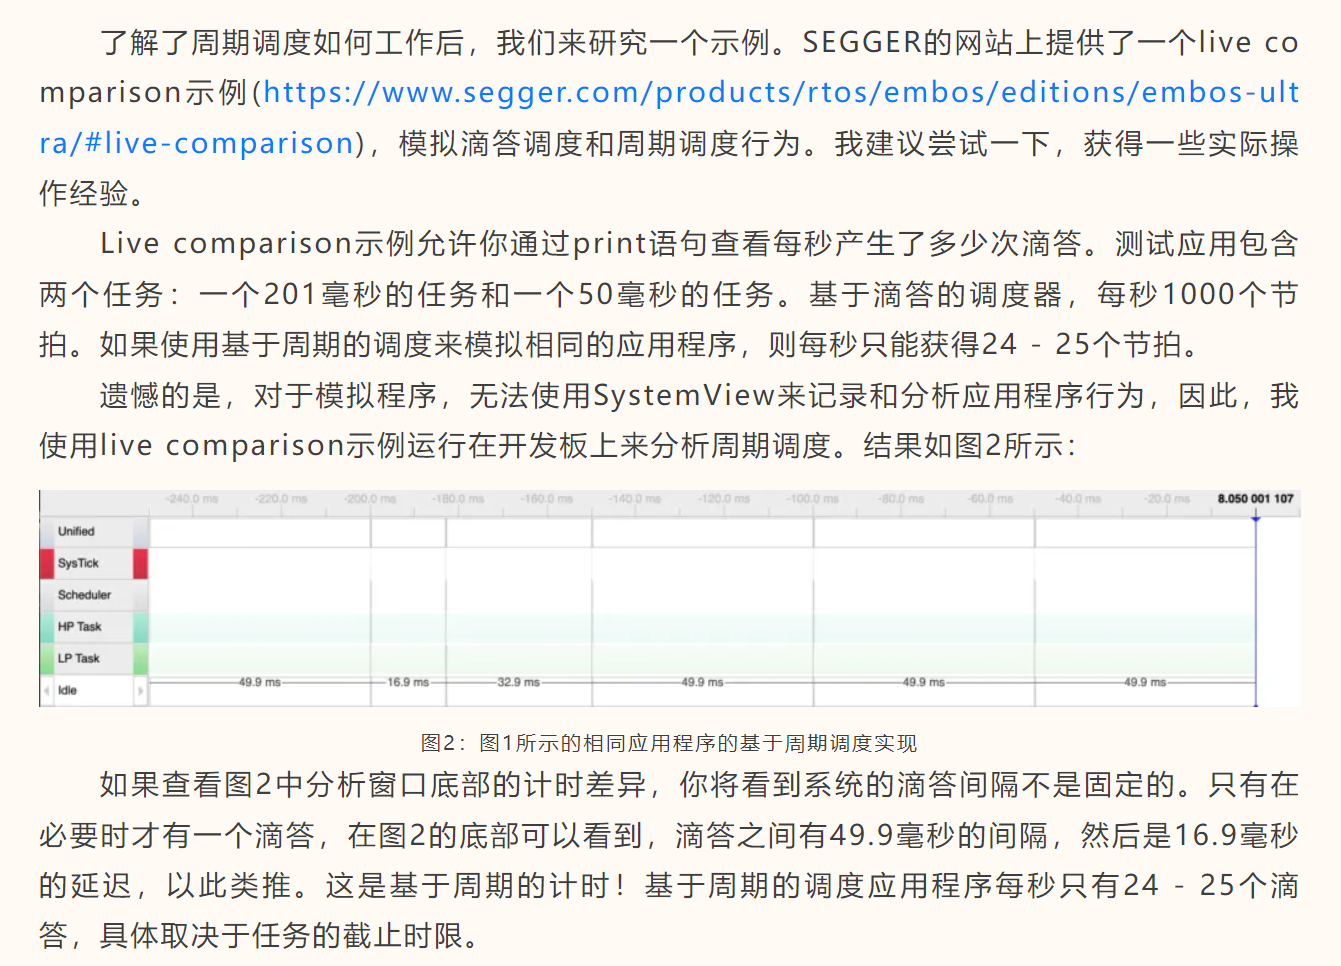 了解了周期调度如何工作后，我们来研究一个示例。SEGGER的网站上提供了一个live co
mparison示例(https://www.segger.com/products/rtos/embos/editions/embos-ult
ra/#live-comparison)，模拟滴答调度和周期调度行为。我建议尝试一下，获得一些实际操
作经验。
Live comparison示例允许你通过print语句查看每秒产生了多少次滴答。测试应用包含
两个任务：一个201毫秒的任务和一个50毫秒的任务。基于滴答的调度器，每秒1000个节
拍。如果使用基于周期的调度来模拟相同的应用程序，则每秒只能获得24 - 25个节拍。
遗憾的是，对于模拟程序，无法使用SystemView来记录和分析应用程序行为，因此，我
使用live comparison示例运行在开发板上来分析周期调度。结果如图2所示：
-240.0 ms -220.0 ms -200.0 ms -180.0 ms -160.0 ms -140.0 ms -120.0 ms -100.0 ms -80.0 ms -60.0 ms -40.0 ms -20.0 ms 8.050 001 107
Unified
SysTick
Scheduler
HP Task
LP Task
Idle 49.9 ms 16.9 ms 32.9 ms 49.9 ms 49.9 ms 49.9 ms
图2：图1所示的相同应用程序的基于周期调度实现
如果查看图2中分析窗口底部的计时差异，你将看到系统的滴答间隔不是固定的。只有在
必要时才有一个滴答，在图2的底部可以看到，滴答之间有49.9毫秒的间隔，然后是16.9毫秒
的延迟，以此类推。这是基于周期的计时！基于周期的调度应用程序每秒只有24 - 25个滴
答，具体取决于任务的截止时限。